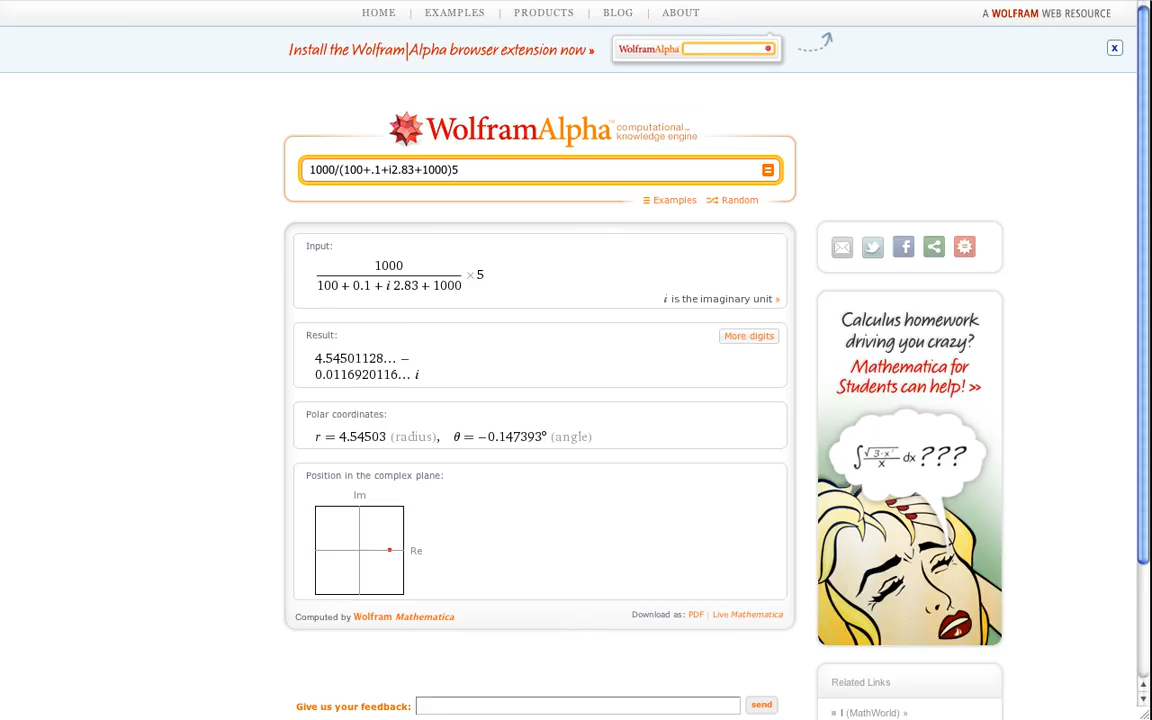 HOME | EXAMPLES | PRODUCTS | BLOG | ABOUT
A WOLFRAM WEB RESOURCE
Install the Wolfram|Alpha browser extension now »
WolframAlpha
x
WolframAlpha™ computational..
knowledge engine
1000/(100+.1+i2.83+1000)5
=
Examples Random
Input:
1000
100 + 0.1 + i 2.83 + 1000
× 5
i is the imaginary unit »
Result:
More digits
4.54501128… −
0.0116920116… i
Polar coordinates:
r = 4.54503 (radius), θ = −0.147393° (angle)
Position in the complex plane:
Im
Re
Computed by Wolfram Mathematica
Download as: PDF | Live Mathematica
Give us your feedback:
send
Calculus homework
driving you crazy?
Mathematica for
Students can help! »
∫ √3-x² / x dx ???
Related Links
I (MathWorld) »